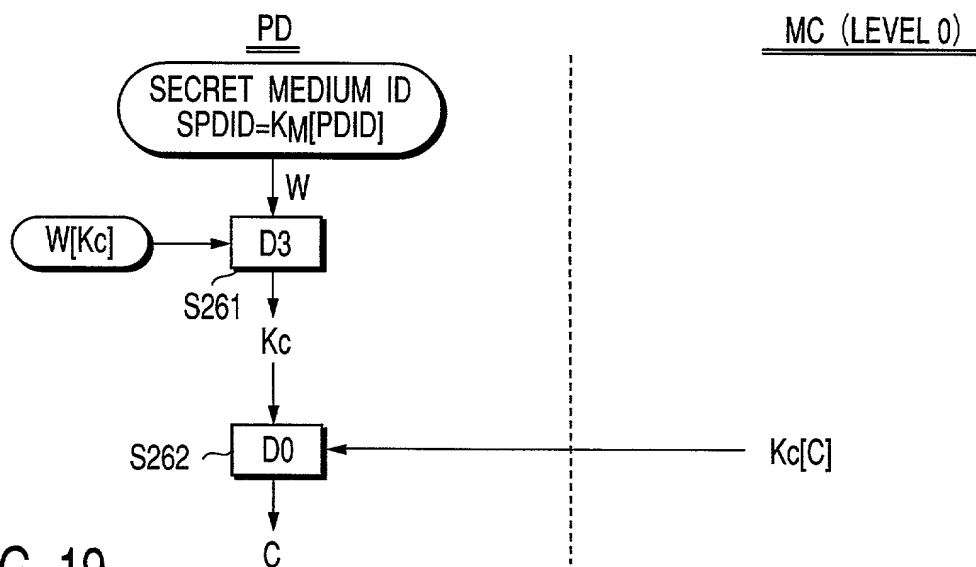 PD
MC (LEVEL 0)
SECRET MEDIUM ID
SPDID=KM[PDID]
W
W[Kc]
D3
S261
Kc
S262
D0
Kc[C]
C